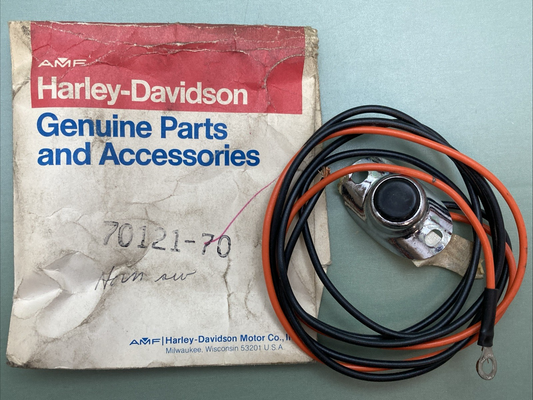 AMF
Harley-Davidson
Genuine Parts
and Accessories
70121-70
Horn sw
AMF | Harley-Davidson Motor Co., I
Milwaukee, Wisconsin 53201 U.S.A.